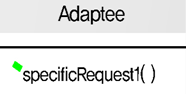 Adaptee
specificRequest1( )